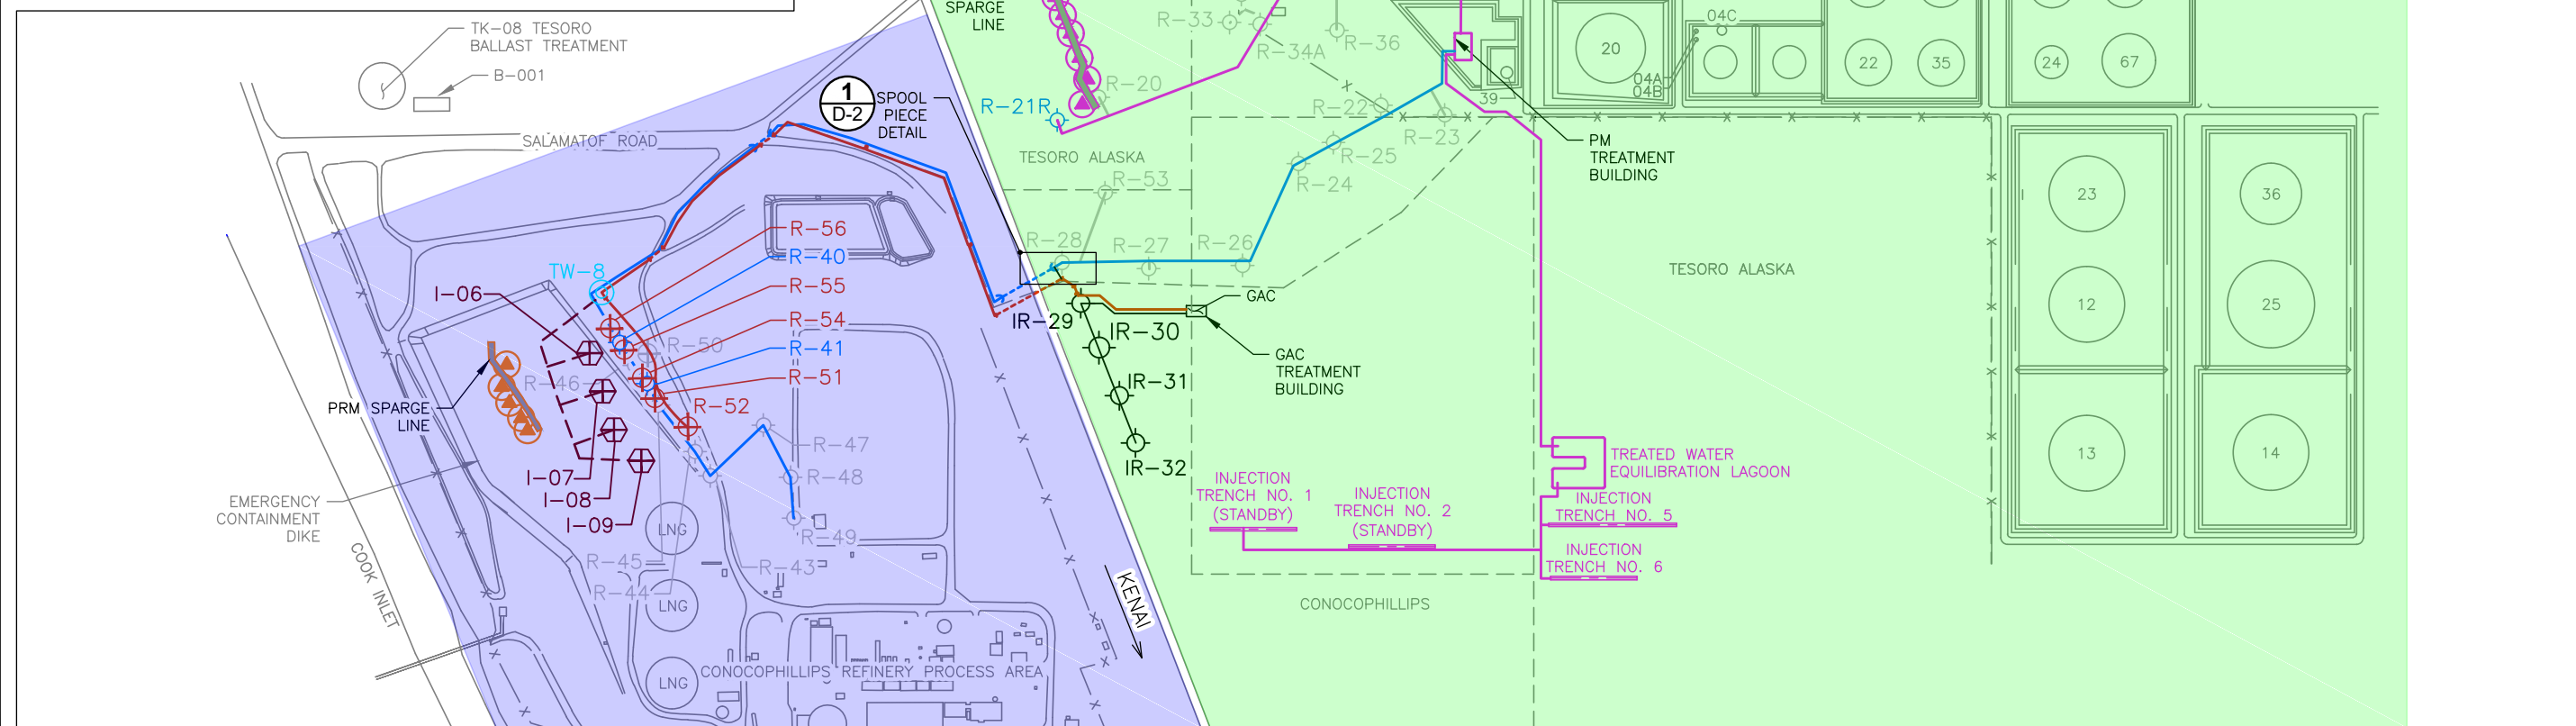 TK-08 TESORO
BALLAST TREATMENT
B-001
SALAMATOF ROAD
1
D-2
SPOOL
PIECE
DETAIL
SPARGE
LINE
R-33
R-34A
R-36
R-20
R-21R
R-22
R-23
R-25
R-24
TESORO ALASKA
R-53
R-28
R-27
R-26
20
04C
04A
04B
39
22
35
24
67
PM
TREATMENT
BUILDING
23
36
12
25
13
14
TESORO ALASKA
R-56
R-40
R-55
R-54
R-41
R-51
R-52
TW-8
I-06
R-50
R-46
PRM SPARGE
LINE
I-07
I-08
I-09
R-47
R-48
R-49
R-45
R-44
R-43
LNG
LNG
LNG
EMERGENCY
CONTAINMENT
DIKE
COOK INLET
KENAI
CONOCOPHILLIPS REFINERY PROCESS AREA
IR-29
IR-30
IR-31
IR-32
GAC
GAC
TREATMENT
BUILDING
INJECTION
TRENCH NO. 1
(STANDBY)
INJECTION
TRENCH NO. 2
(STANDBY)
TREATED WATER
EQUILIBRATION LAGOON
INJECTION
TRENCH NO. 5
INJECTION
TRENCH NO. 6
CONOCOPHILLIPS